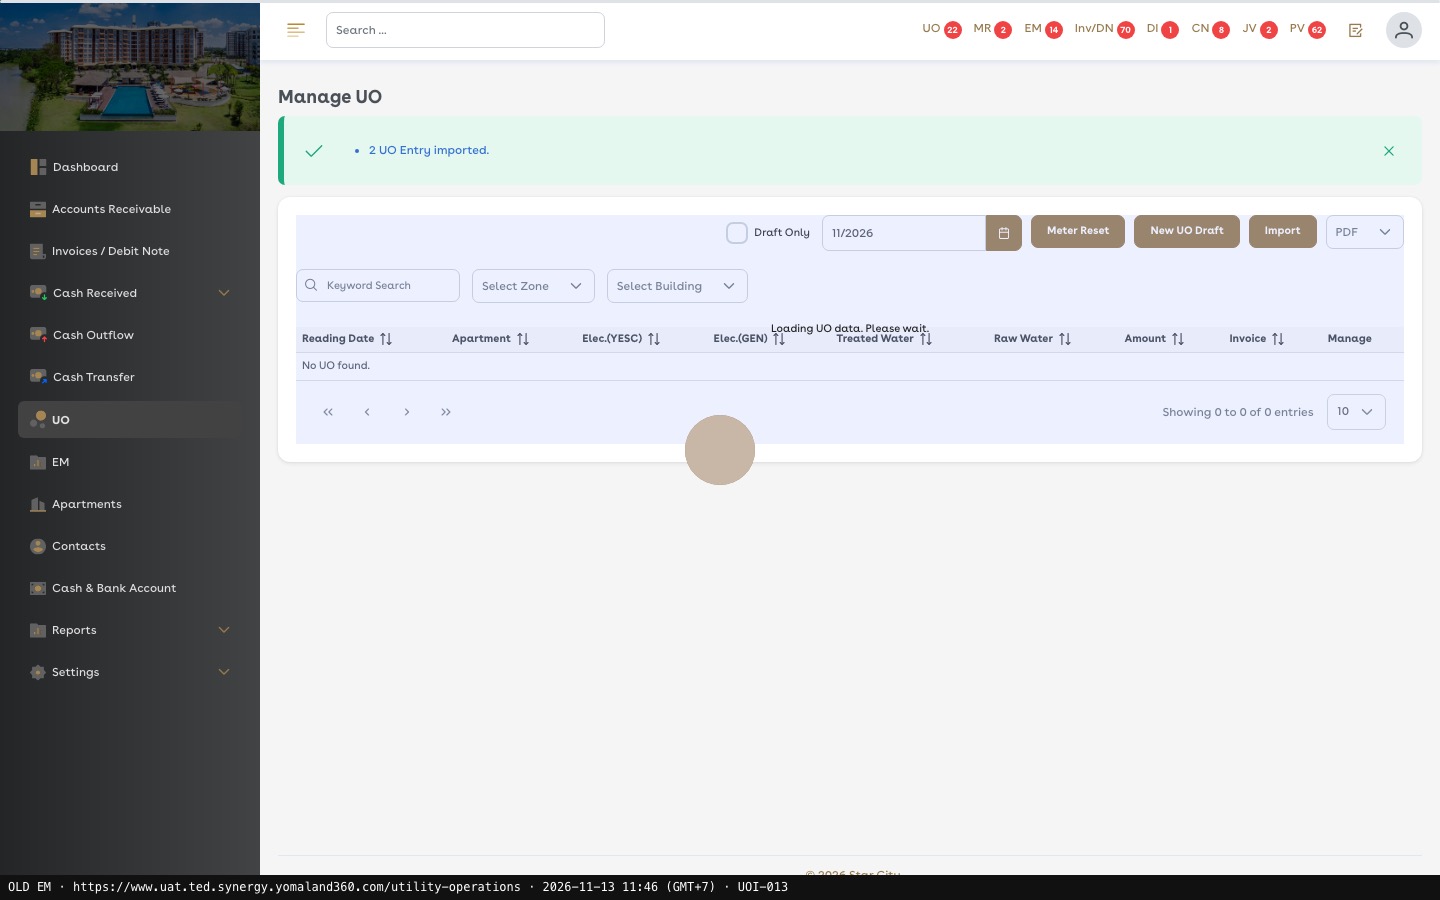 Search ...
UO 22 MR 2 EM 14 Inv/DN 70 DI 1 CN 8 JV 2 PV 62
Dashboard
Accounts Receivable
Invoices / Debit Note
Cash Received
Cash Outflow
Cash Transfer
UO
EM
Apartments
Contacts
Cash & Bank Account
Reports
Settings
Manage UO
2 UO Entry imported.
Draft Only 11/2026 Meter Reset New UO Draft Import PDF
Keyword Search Select Zone Select Building
Loading UO data. Please wait.
Reading Date Apartment Elec.(YESC) Elec.(GEN) Treated Water Raw Water Amount Invoice Manage
No UO found.
Showing 0 to 0 of 0 entries 10
© 2026 Star City
OLD EM · https://www.uat.ted.synergy.yomaland360.com/utility-operations · 2026-11-13 11:46 (GMT+7) · UOI-013